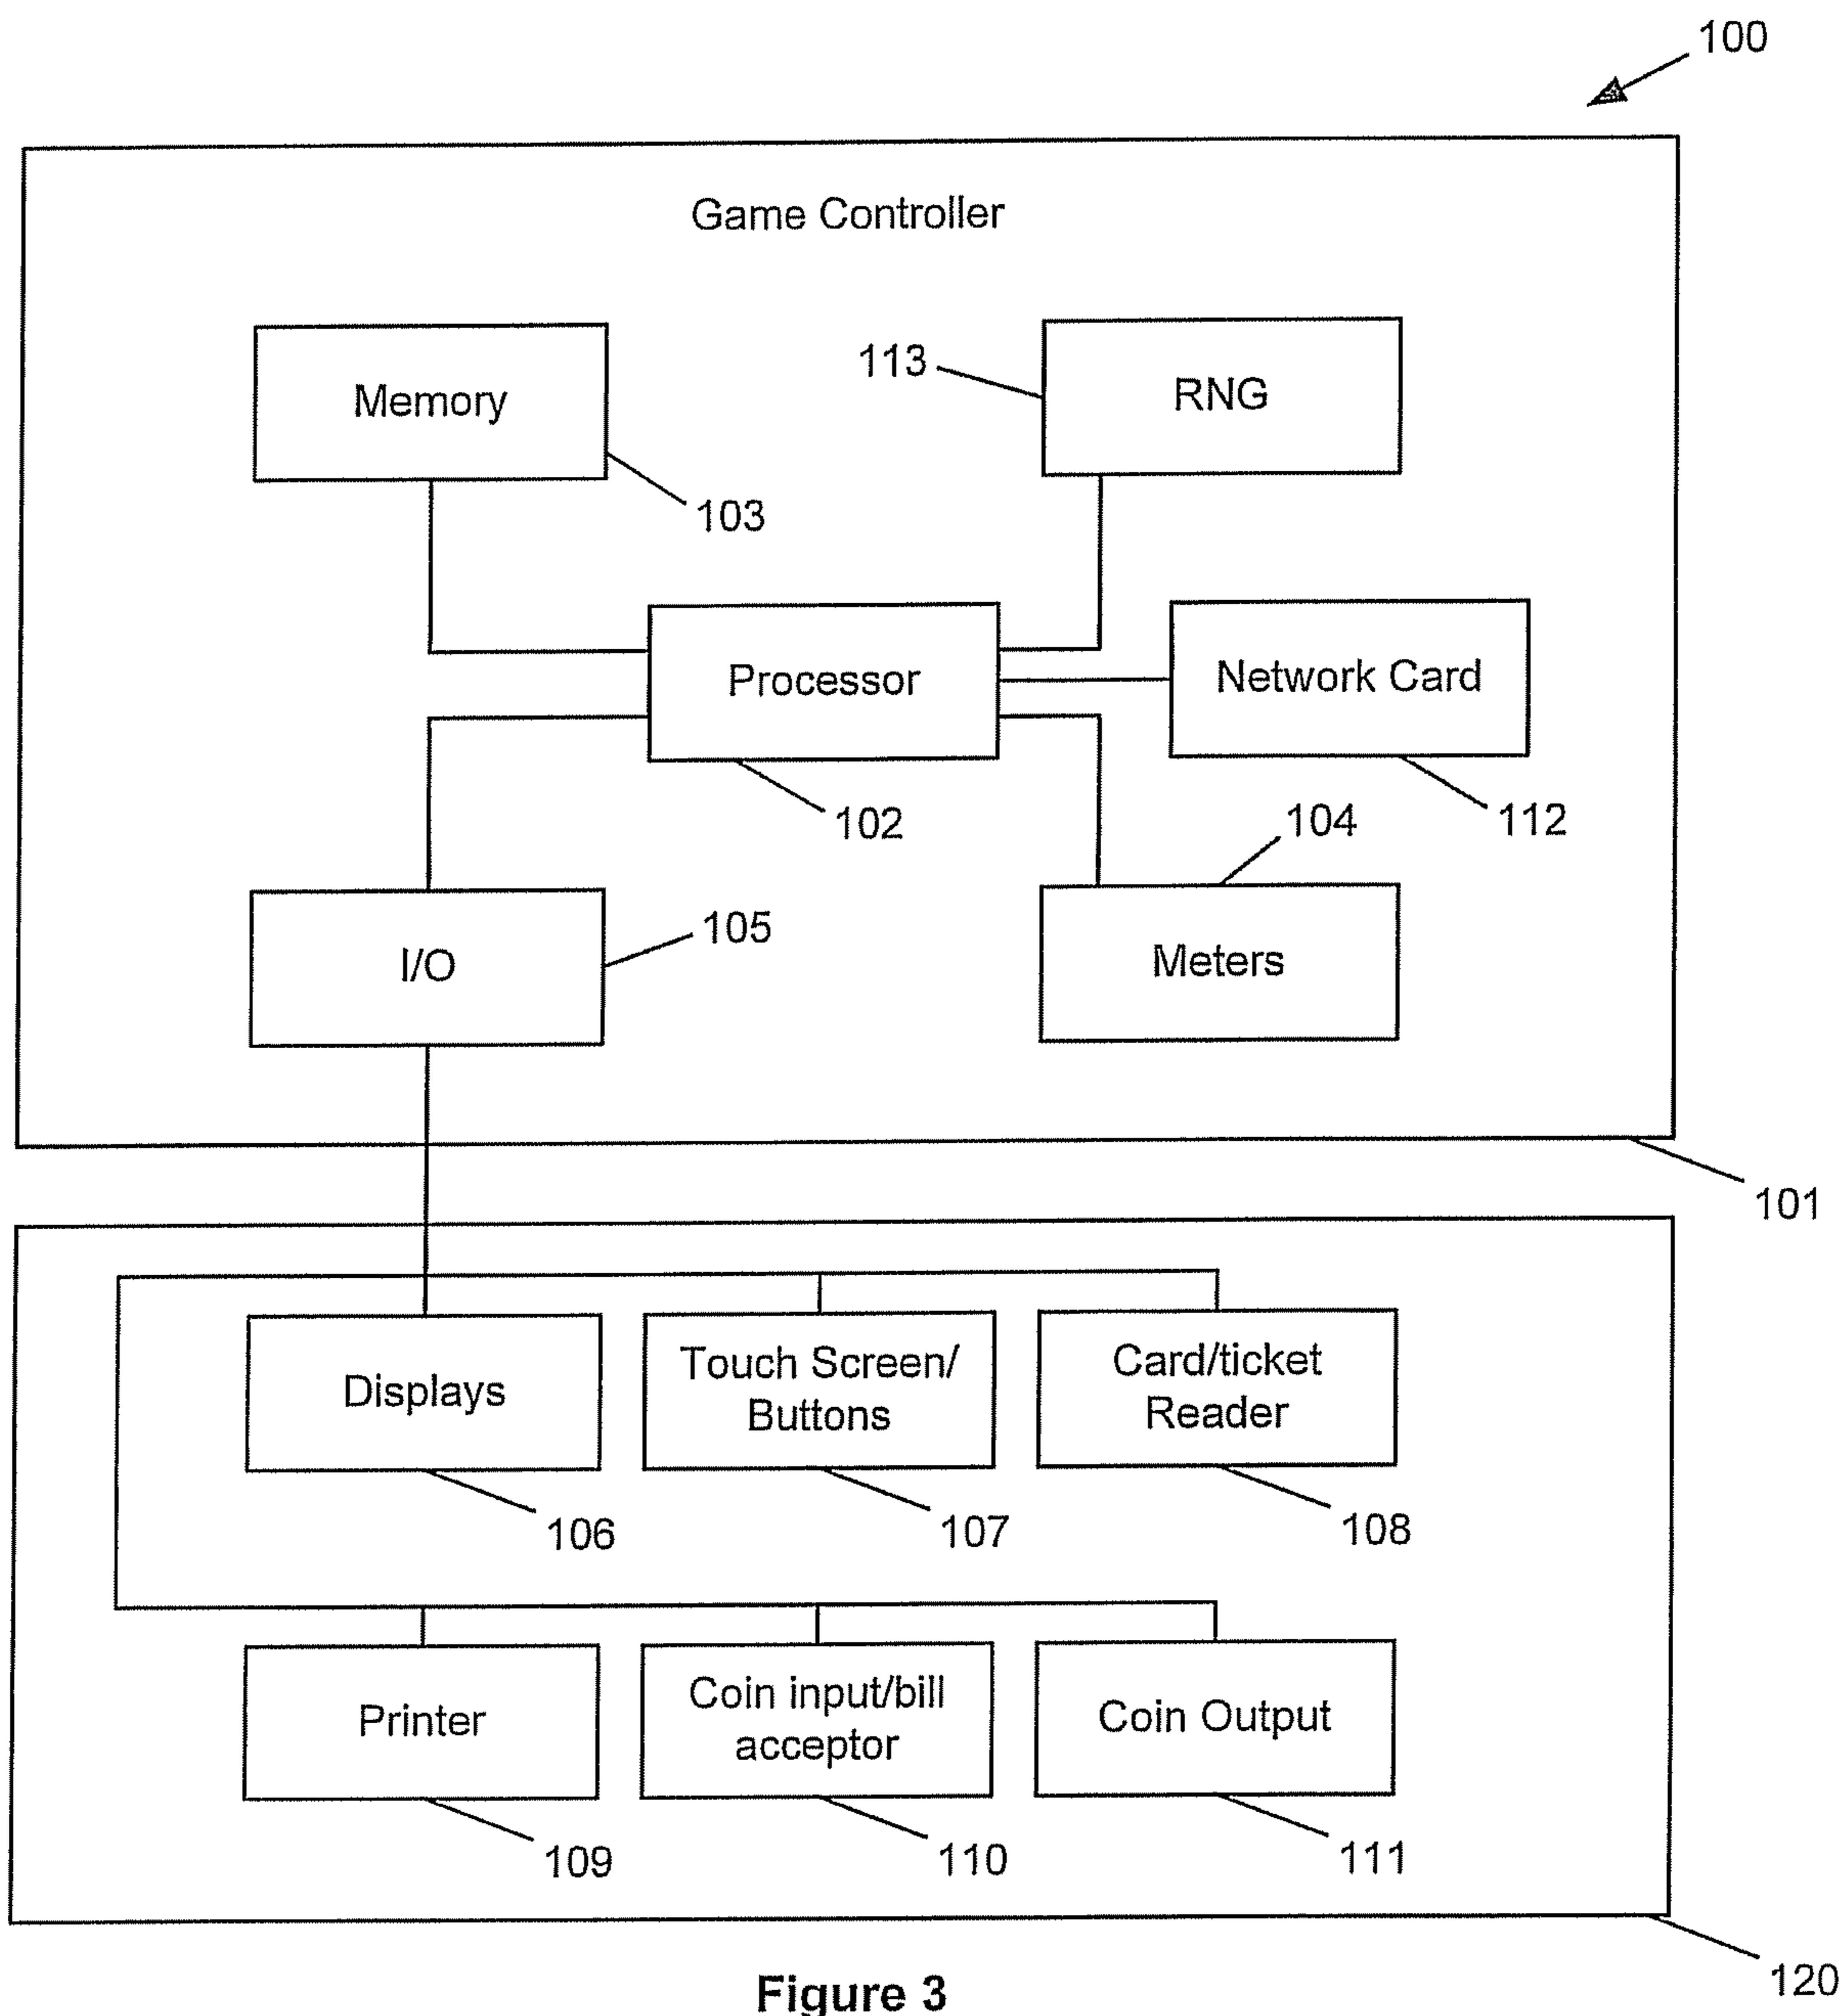 100
Game Controller
Memory
113
RNG
103
Processor
Network Card
102
104
112
I/O
105
Meters
101
Displays
Touch Screen/
Buttons
Card/ticket
Reader
106
107
108
Printer
Coin input/bill
acceptor
Coin Output
109
110
111
120
Figure 3